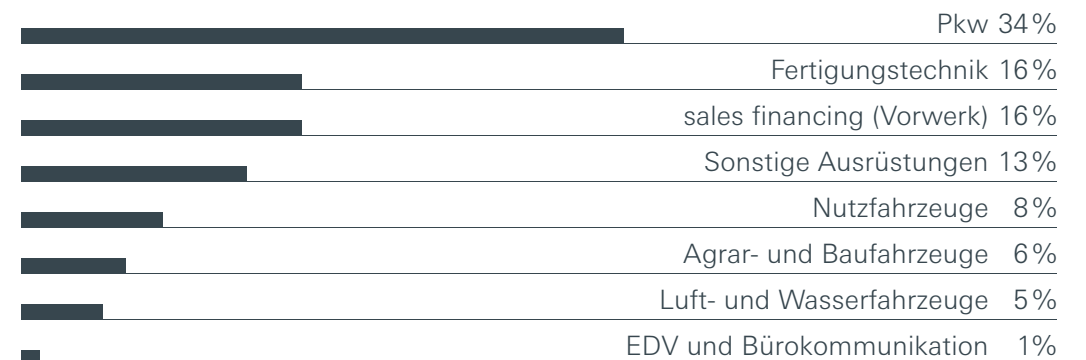 Pkw 34 %
Fertigungstechnik 16 %
sales financing (Vorwerk) 16 %
Sonstige Ausrüstungen 13 %
Nutzfahrzeuge 8 %
Agrar- und Baufahrzeuge 6 %
Luft- und Wasserfahrzeuge 5 %
EDV und Bürokommunikation 1%